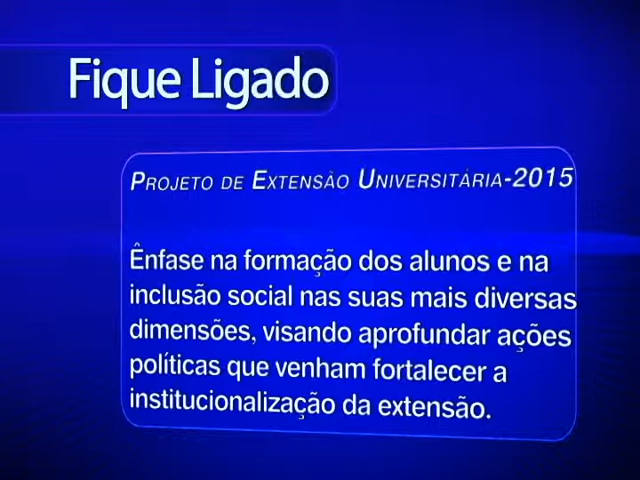 Fique Ligado
PROJETO DE EXTENSÃO UNIVERSITÁRIA-2015
Ênfase na formação dos alunos e na
inclusão social nas suas mais diversas
dimensões, visando aprofundar ações
políticas que venham fortalecer a
institucionalização da extensão.